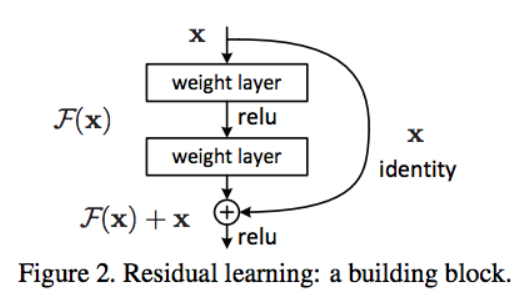 x
weight layer
relu
F(x)
weight layer
x
identity
F(x) + x
relu
Figure 2. Residual learning: a building block.